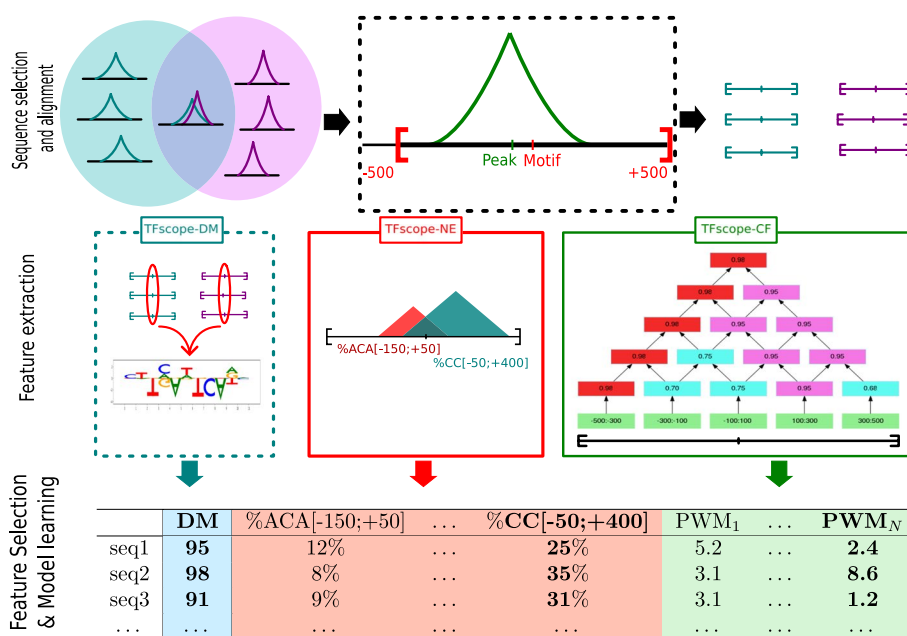 Sequence selection
and alignment
Peak Motif
-500
+500
Feature extraction
TFscope-DM
TFscope-NE
TFscope-CF
%ACA[-150;+50]
%CC[-50;+400]
0.98
0.98 0.95
0.98 0.95 0.95
0.98 0.75 0.95 0.95
0.98 0.70 0.75 0.95 0.68
-500:-300 -300:-100 -100:100 100:300 300:500
Feature Selection
& Model learning
DM %ACA[-150;+50] ... %CC[-50;+400] PWM1 ... PWMN
seq1 95 12% 25% 5.2 ... 2.4
seq2 98 8% ... 35% 3.1 ... 8.6
seq3 91 9% ... 31% 3.1 ... 1.2
... ... ... ... ... ...